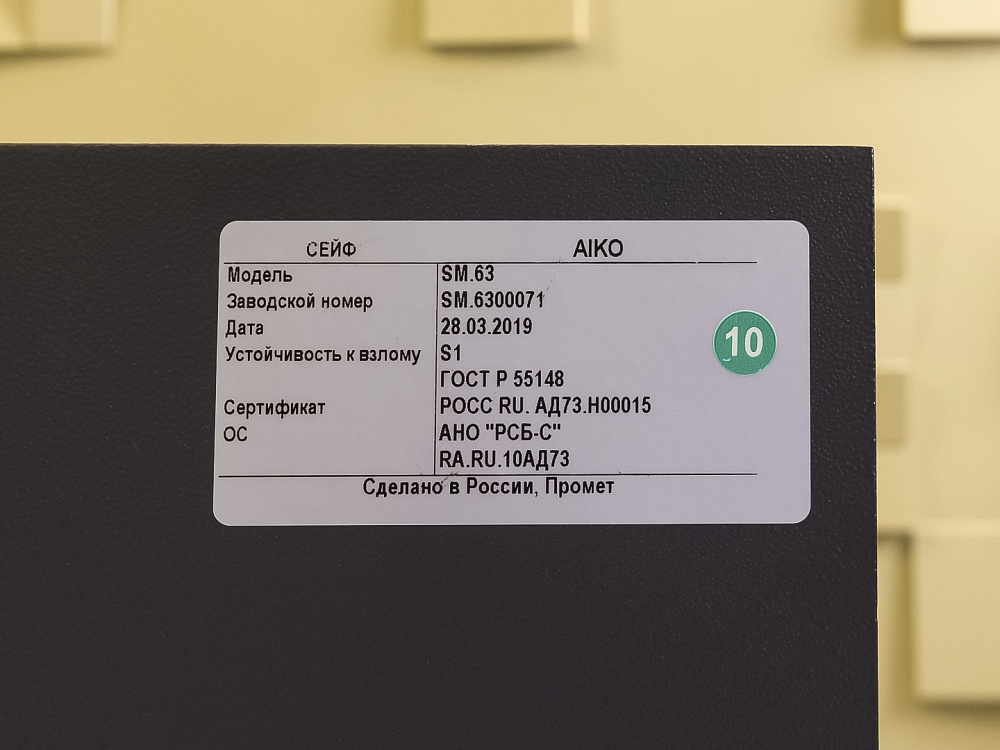 СЕЙФ AIKO
Модель SM.63
Заводской номер SM.6300071
Дата 28.03.2019
Устойчивость к взлому S1
ГОСТ Р 55148
Сертификат РОСС RU. АД73.Н00015
ОС АНО "РСБ-С"
RA.RU.10АД73
Сделано в России, Промет
10